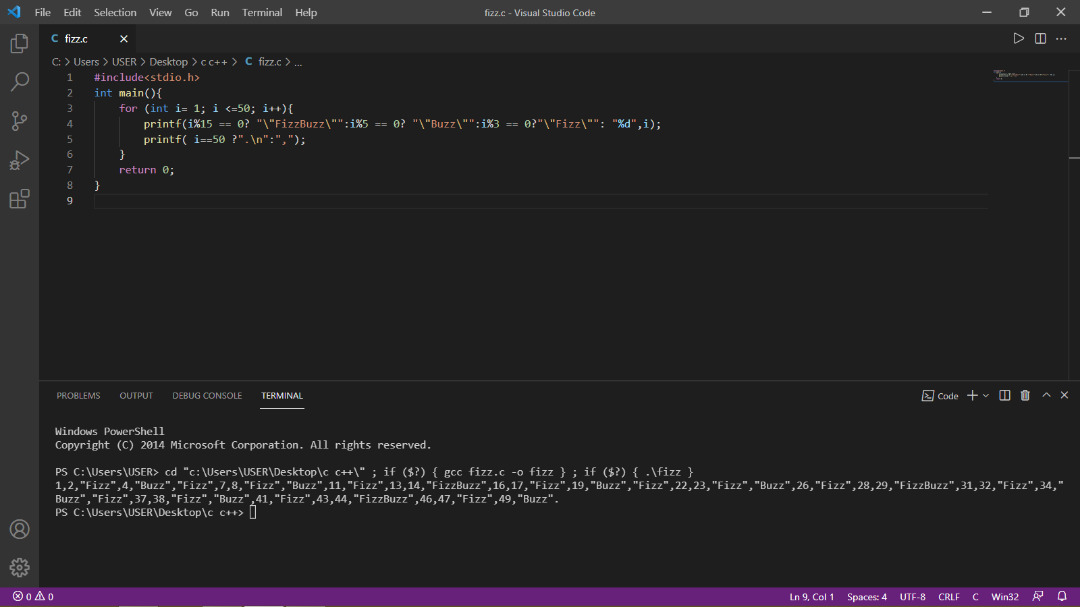 File Edit Selection View Go Run Terminal Help fizz.c - Visual Studio Code
C fizz.c
C: > Users > USER > Desktop > c c++ > C fizz.c > ...
1 #include<stdio.h>
2 int main(){
3 for (int i= 1; i <=50; i++){
4 printf(i%15 == 0? "\"FizzBuzz\"":i%5 == 0? "\"Buzz\"":i%3 == 0?"\"Fizz\"": "%d",i);
5 printf( i==50 ?".\n":",");
6 }
7 return 0;
8 }
9
PROBLEMS OUTPUT DEBUG CONSOLE TERMINAL Code
Windows PowerShell
Copyright (C) 2014 Microsoft Corporation. All rights reserved.
PS C:\Users\USER> cd "c:\Users\USER\Desktop\c c++\" ; if ($?) { gcc fizz.c -o fizz } ; if ($?) { .\fizz }
1,2,"Fizz",4,"Buzz","Fizz",7,8,"Fizz","Buzz",11,"Fizz",13,14,"FizzBuzz",16,17,"Fizz",19,"Buzz","Fizz",22,23,"Fizz","Buzz",26,"Fizz",28,29,"FizzBuzz",31,32,"Fizz",34,"
Buzz","Fizz",37,38,"Fizz","Buzz",41,"Fizz",43,44,"FizzBuzz",46,47,"Fizz",49,"Buzz".
PS C:\Users\USER\Desktop\c c++>
0 0 Ln 9, Col 1 Spaces: 4 UTF-8 CRLF C Win32